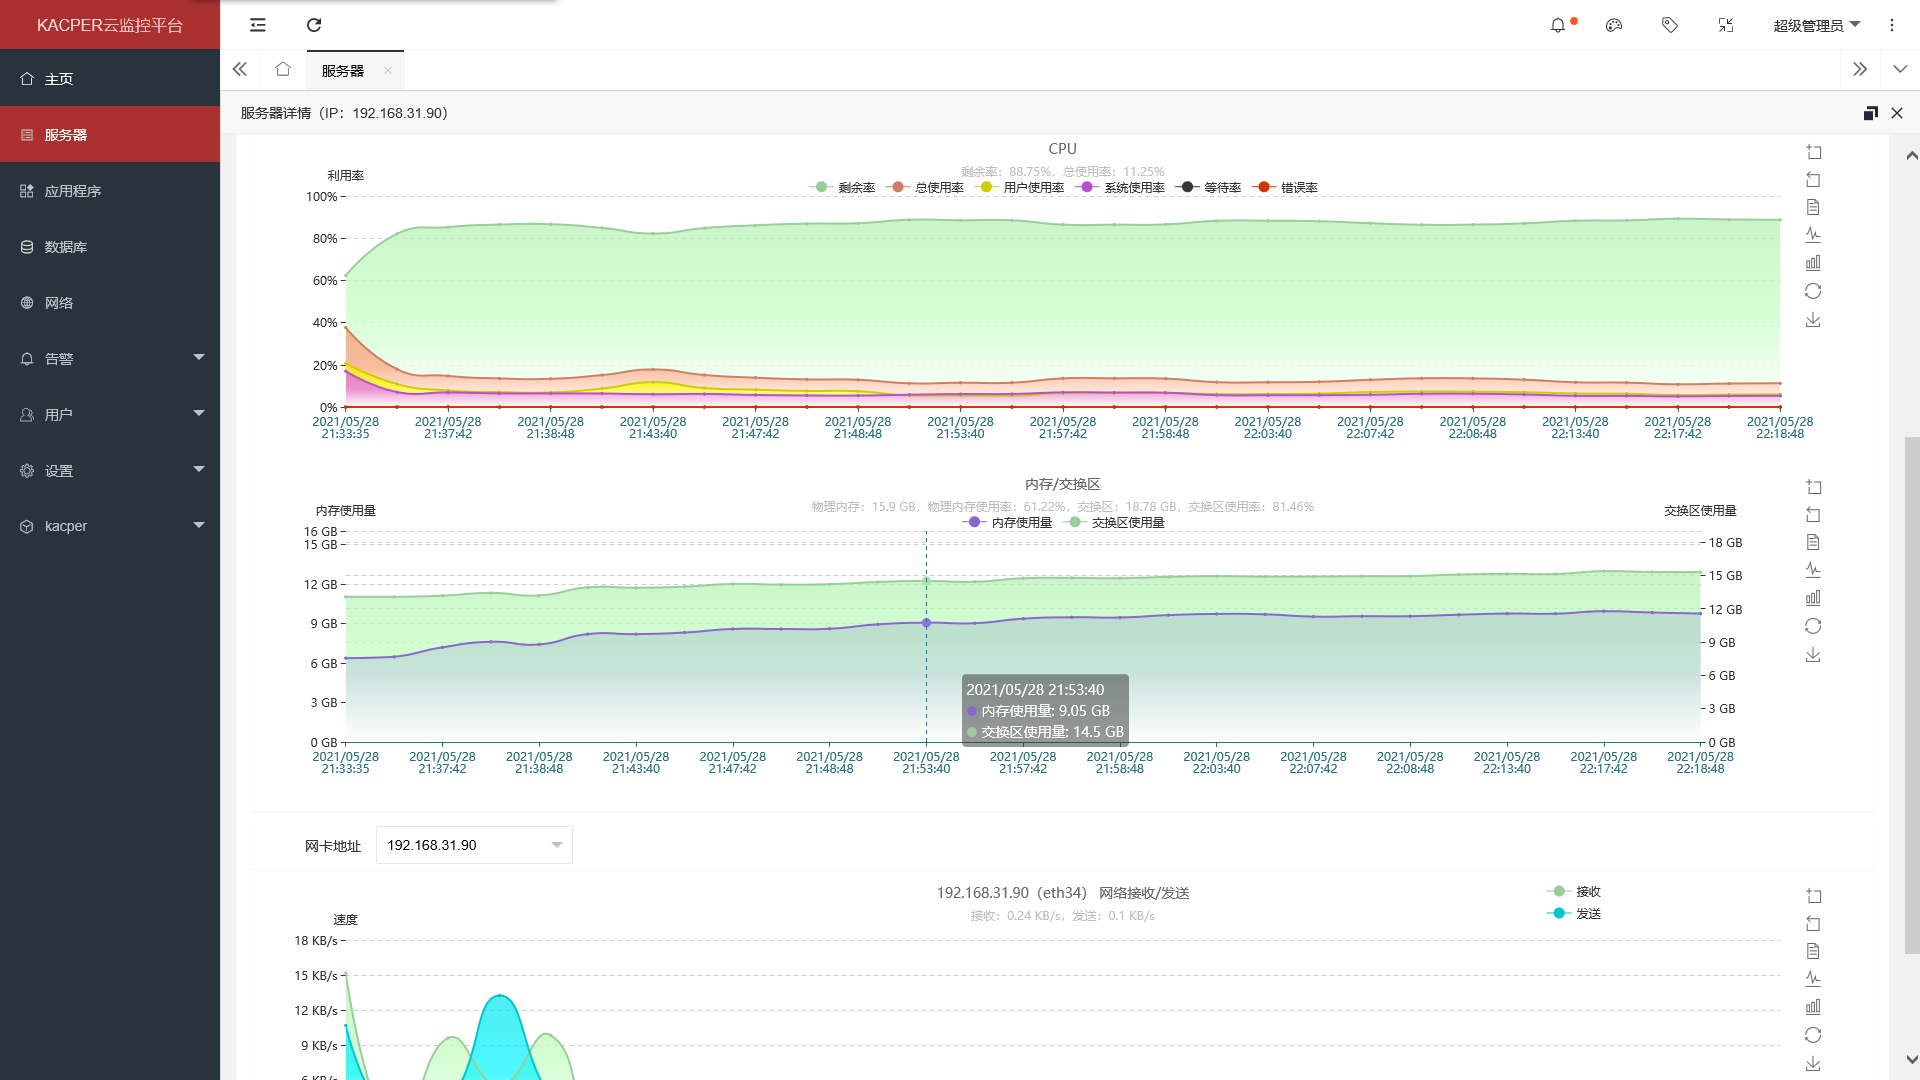 KACPER云监控平台
超级管理员
主页
服务器
应用程序
数据库
网络
告警
用户
设置
kacper
服务器
服务器详情（IP：192.168.31.90）
CPU
剩余率：88.75%，总使用率：11.25%
利用率
剩余率 总使用率 用户使用率 系统使用率 等待率 错误率
100%
80%
60%
40%
20%
0%
2021/05/28 21:33:35
2021/05/28 21:37:42
2021/05/28 21:38:48
2021/05/28 21:43:40
2021/05/28 21:47:42
2021/05/28 21:48:48
2021/05/28 21:53:40
2021/05/28 21:57:42
2021/05/28 21:58:48
2021/05/28 22:03:40
2021/05/28 22:07:42
2021/05/28 22:08:48
2021/05/28 22:13:40
2021/05/28 22:17:42
2021/05/28 22:18:48
内存/交换区
物理内存：15.9 GB，物理内存使用率：61.22%，交换区：18.78 GB，交换区使用率：81.46%
内存使用量
交换区使用量
内存使用量 交换区使用量
16 GB
15 GB
12 GB
9 GB
6 GB
3 GB
0 GB
18 GB
15 GB
12 GB
9 GB
6 GB
3 GB
0 GB
2021/05/28 21:53:40
内存使用量: 9.05 GB
交换区使用量: 14.5 GB
2021/05/28 21:33:35
2021/05/28 21:37:42
2021/05/28 21:38:48
2021/05/28 21:43:40
2021/05/28 21:47:42
2021/05/28 21:48:48
2021/05/28 21:53:40
2021/05/28 21:57:42
2021/05/28 21:58:48
2021/05/28 22:03:40
2021/05/28 22:07:42
2021/05/28 22:08:48
2021/05/28 22:13:40
2021/05/28 22:17:42
2021/05/28 22:18:48
网卡地址
192.168.31.90
192.168.31.90（eth34） 网络接收/发送
接收：0.24 KB/s，发送：0.1 KB/s
接收
发送
速度
18 KB/s
15 KB/s
12 KB/s
9 KB/s
6 KB/s